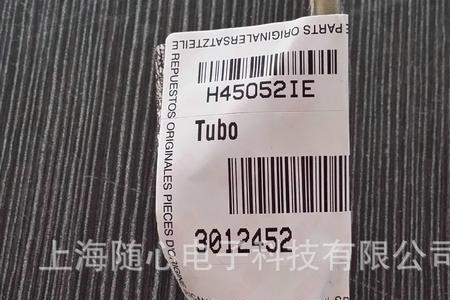 E PARTS ORIGINALERSATZTEILE
REPUESTOS ORIGINALES PIECES D'O
H45052IE
Tubo
3012452
上海随心电子科技有限公司